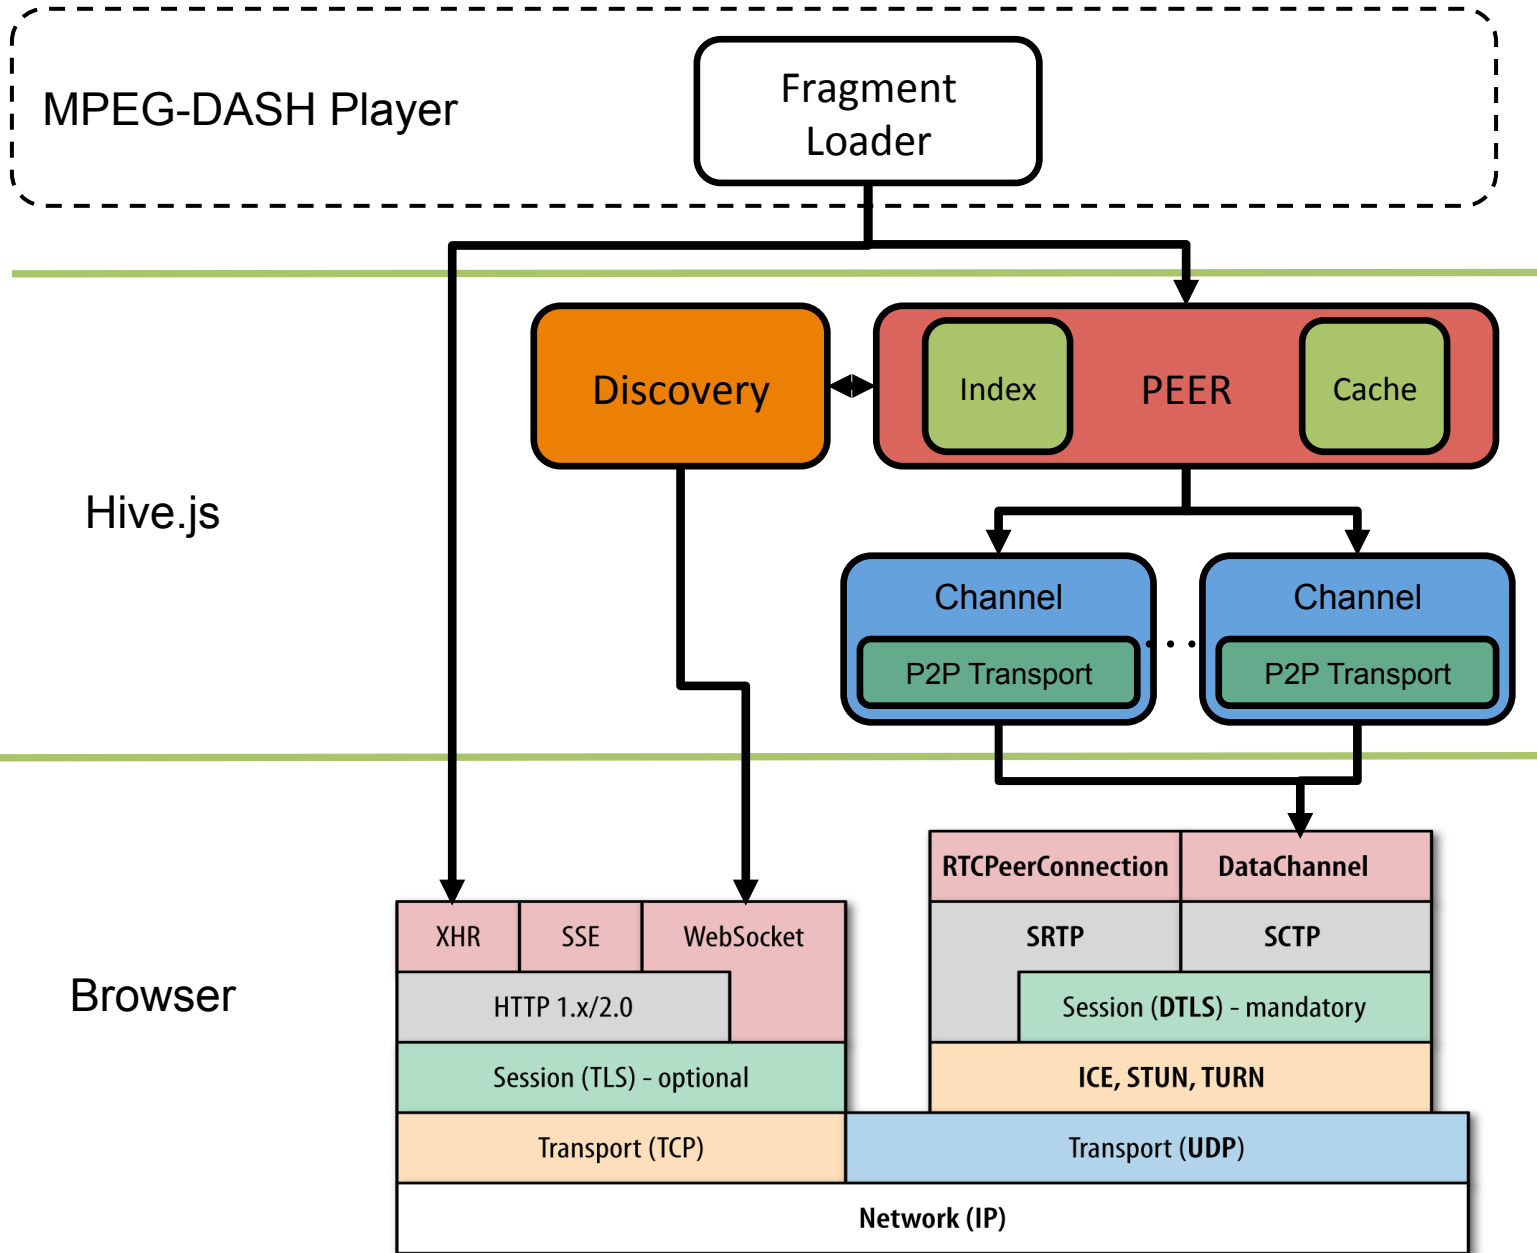 MPEG-DASH Player
Fragment
Loader
Discovery
Index
PEER
Cache
Hive.js
Channel
Channel
P2P Transport
. . .
P2P Transport
Browser
RTCPeerConnection
DataChannel
XHR
SSE
WebSocket
SRTP
SCTP
HTTP 1.x/2.0
Session (DTLS) - mandatory
Session (TLS) - optional
ICE, STUN, TURN
Transport (TCP)
Transport (UDP)
Network (IP)